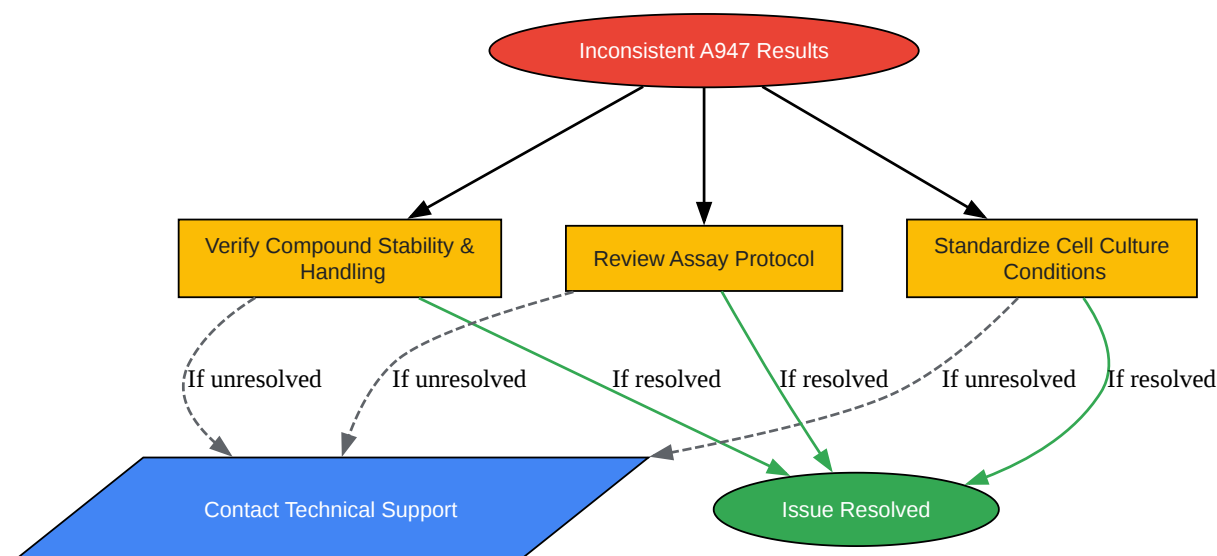 Inconsistent A947 Results
Verify Compound Stability &
Handling
Review Assay Protocol
Standardize Cell Culture
Conditions
If unresolved
If unresolved
If resolved
If resolved
If unresolved
If resolved
Contact Technical Support
Issue Resolved